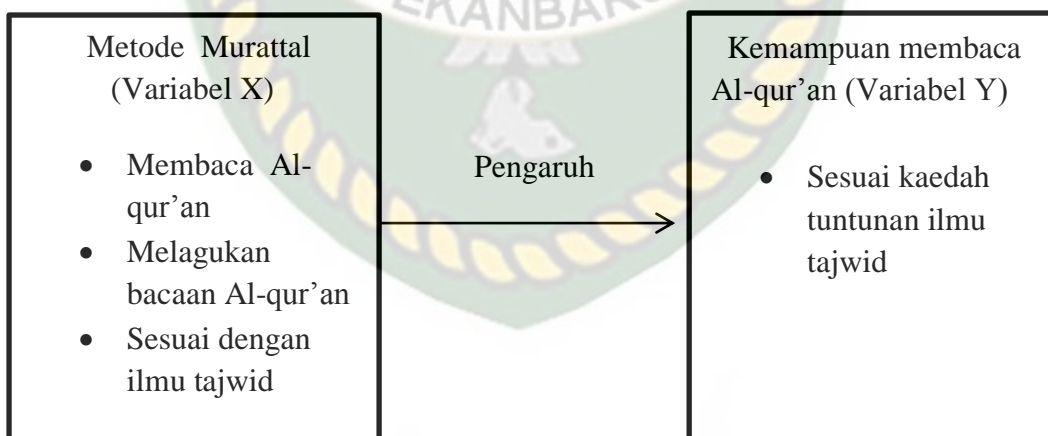 EKANBARU
Metode Murattal
(Variabel X)
• Membaca Al-
qur’an
• Melagukan
bacaan Al-qur’an
• Sesuai dengan
ilmu tajwid
Pengaruh
Kemampuan membaca
Al-qur’an (Variabel Y)
• Sesuai kaedah
tuntunan ilmu
tajwid